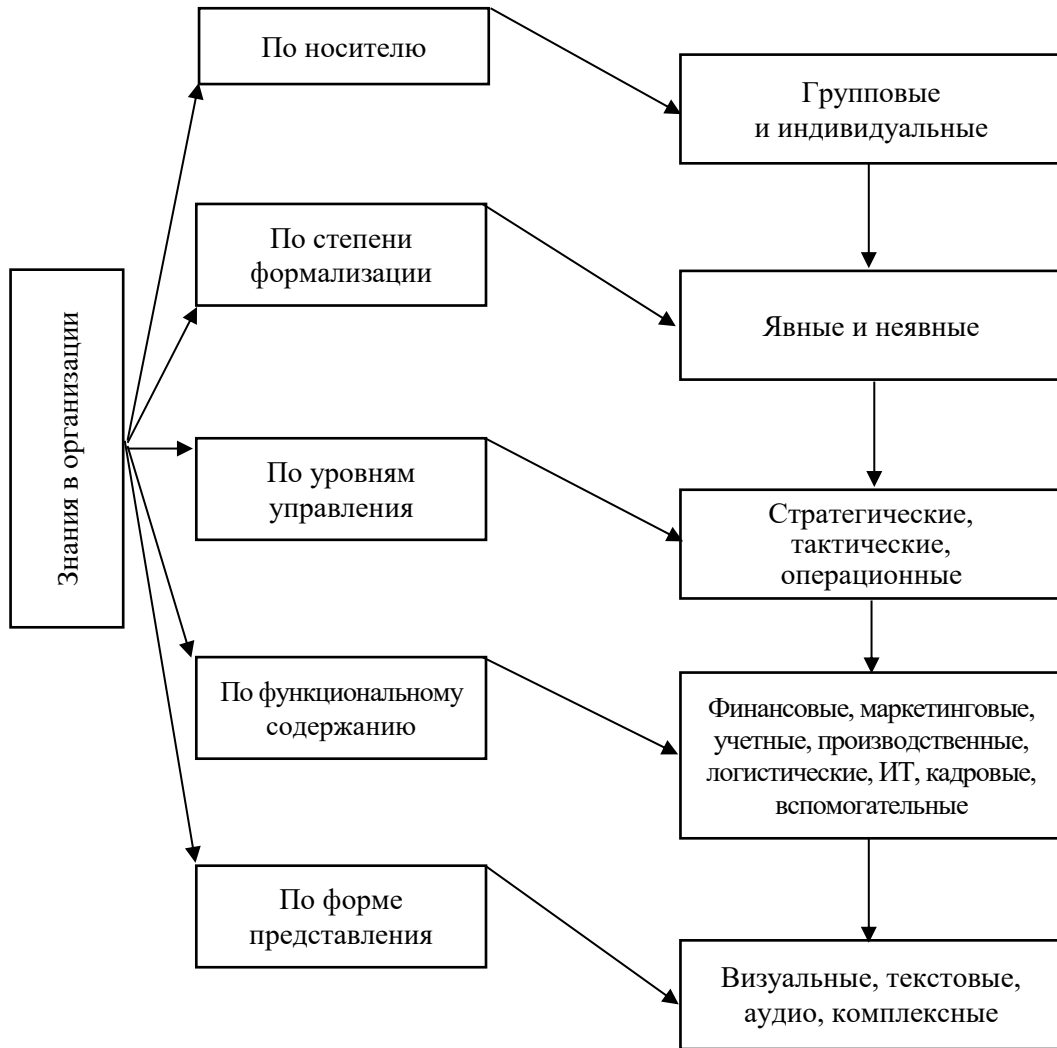 Знания в организации
По носителю
Групповые
и индивидуальные
По степени
формализации
Явные и неявные
По уровням
управления
Стратегические,
тактические,
операционные
По функциональному
содержанию
Финансовые, маркетинговые,
учетные, производственные,
логистические, ИТ, кадровые,
вспомогательные
По форме
представления
Визуальные, текстовые,
аудио, комплексные